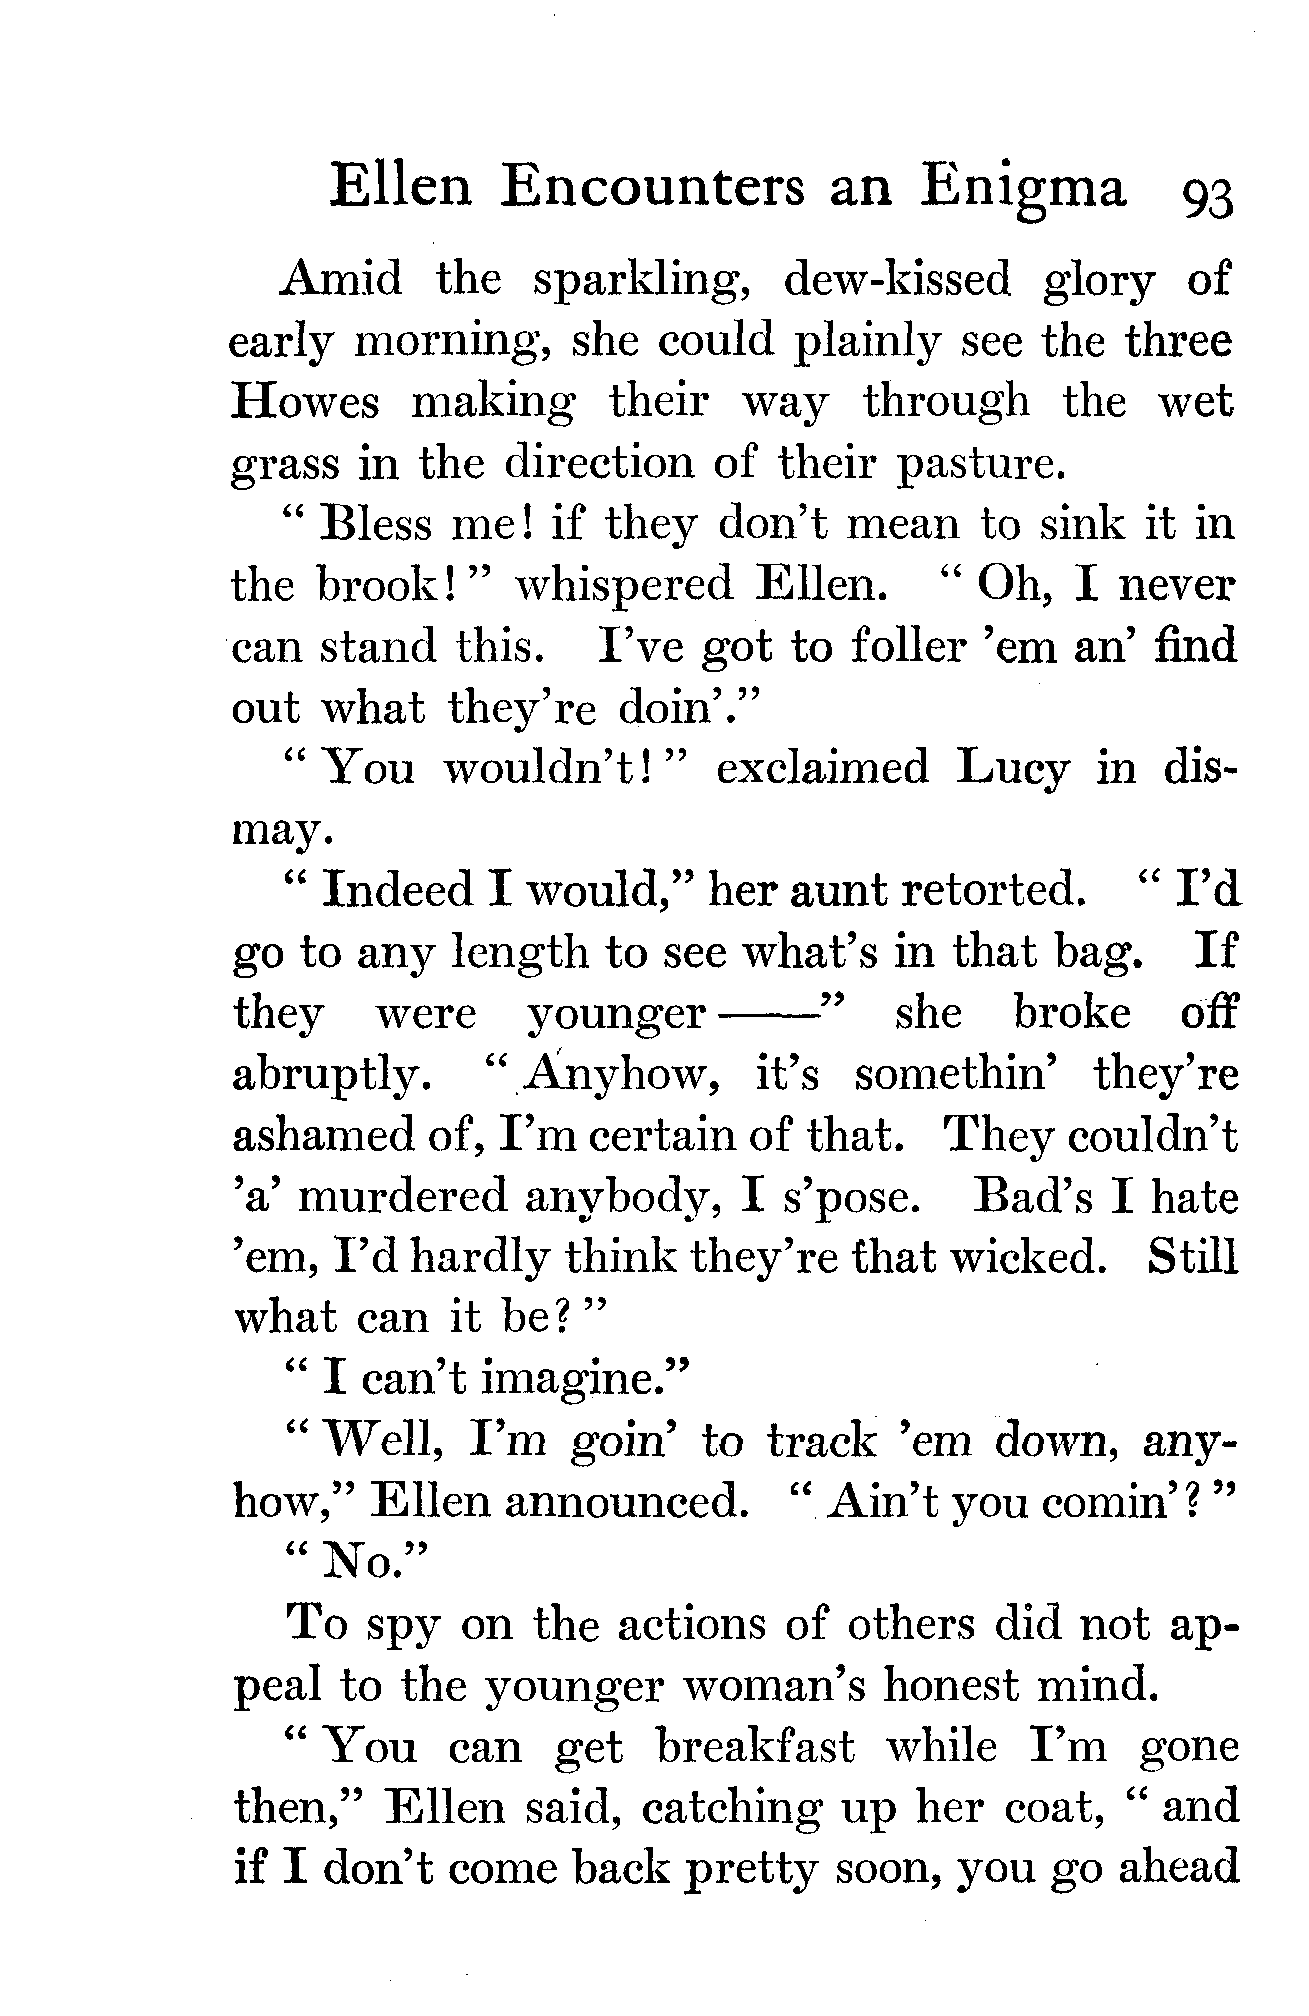 Ellen Encounters an Enigma 93
Amid the sparkling, dew-kissed glory of
early morning, she could plainly see the three
Howes making their way through the wet
grass in the direction of their pasture.
“ Bless me! if they don’t mean to sink it in
the brook! ” whispered Ellen. “ Oh, I never
can stand this. I’ve got to foller ’em an’ find
out what they’re doin’.”
“ You wouldn’t! ” exclaimed Lucy in dis-
may.
“ Indeed I would,” her aunt retorted. “ I’d
go to any length to see what’s in that bag. If
they were younger ——” she broke off
abruptly. “ Anyhow, it’s somethin’ they’re
ashamed of, I’m certain of that. They couldn’t
’a’ murdered anybody, I s’pose. Bad’s I hate
’em, I’d hardly think they’re that wicked. Still
what can it be? ”
“ I can’t imagine.”
“ Well, I’m goin’ to track ’em down, any-
how,” Ellen announced. “ Ain’t you comin’? ”
“ No.”
To spy on the actions of others did not ap-
peal to the younger woman’s honest mind.
“ You can get breakfast while I’m gone
then,” Ellen said, catching up her coat, “ and
if I don’t come back pretty soon, you go ahead